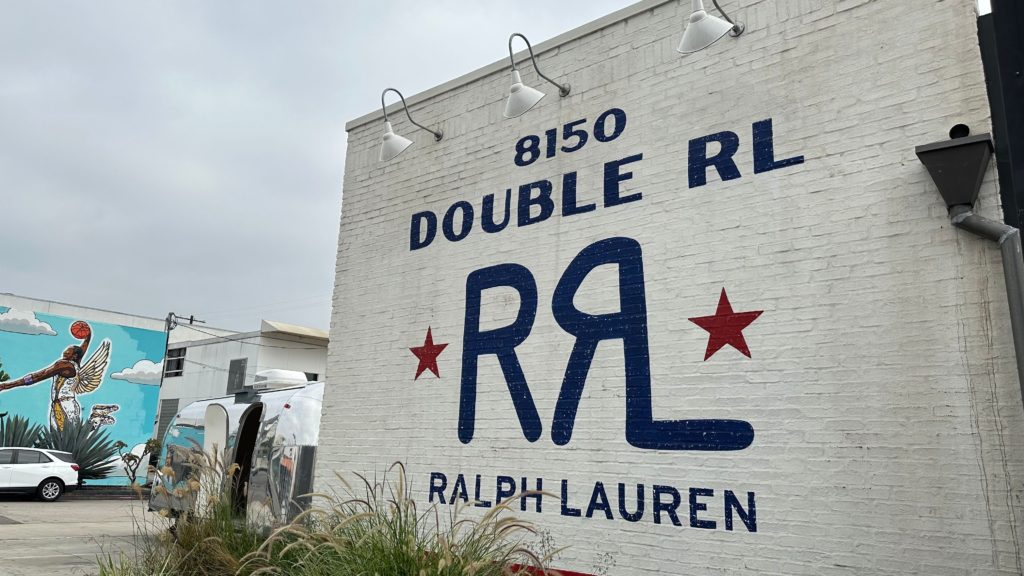 8150
DOUBLE RL
RRL
RALPH LAUREN